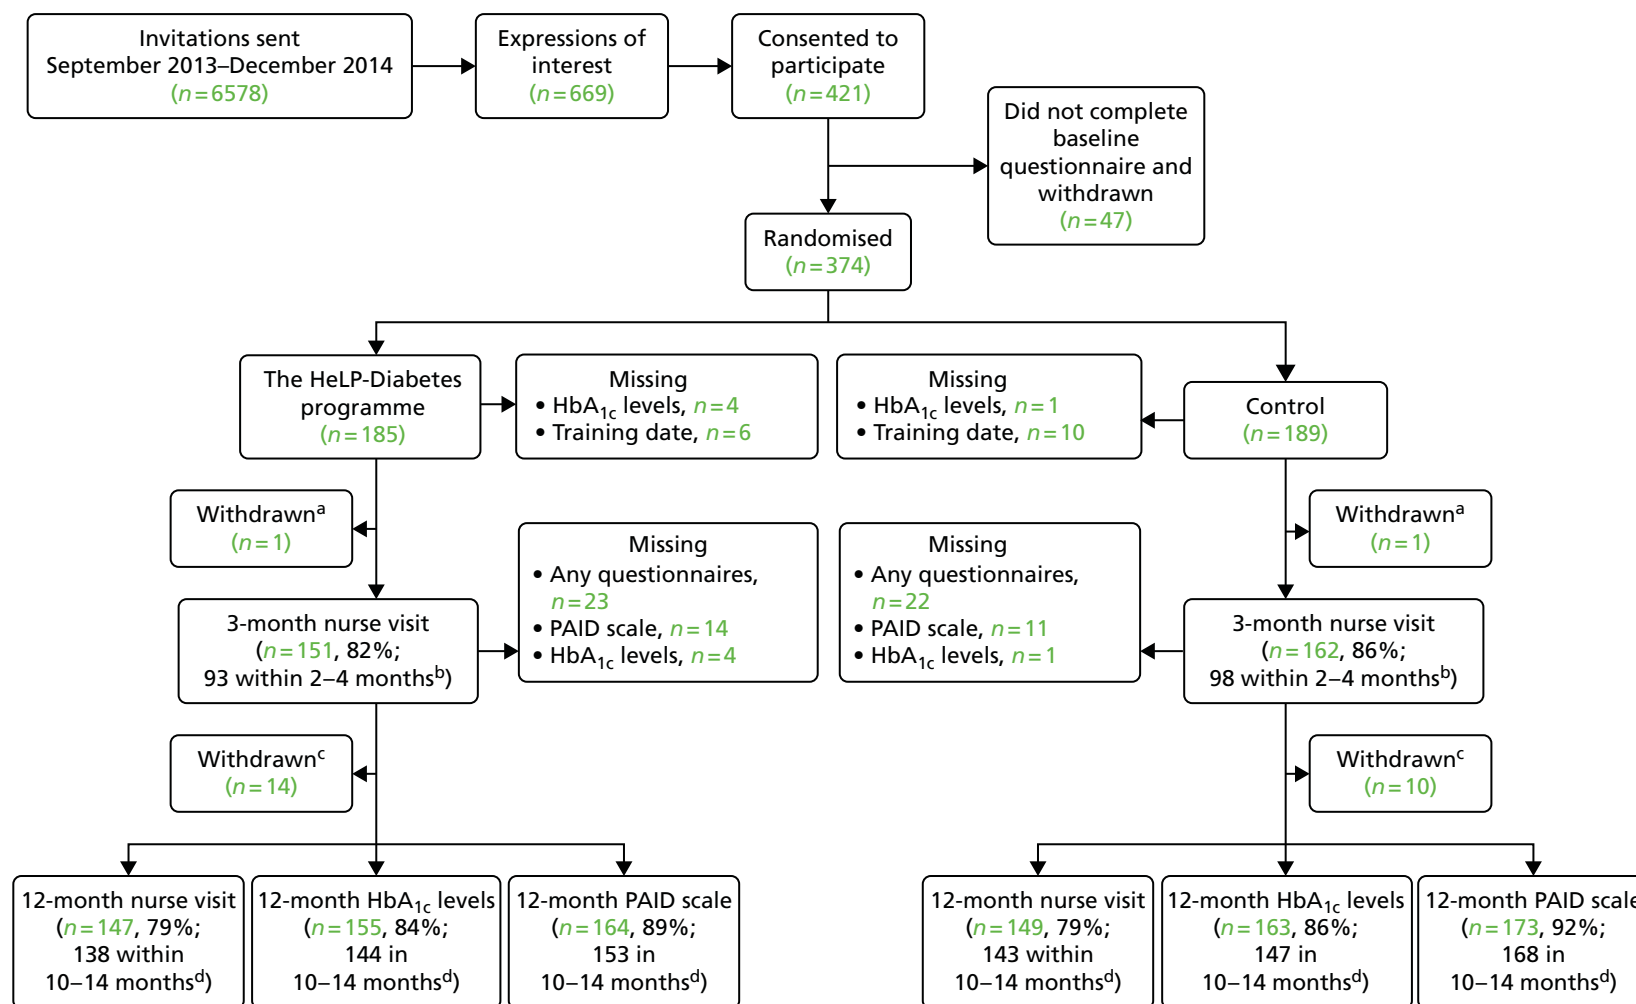 Invitations sent
September 2013–December 2014
(n=6578)
Expressions of
interest
(n=669)
Consented to
participate
(n=421)
Did not complete
baseline
questionnaire and
withdrawn
(n=47)
Randomised
(n=374)
The HeLP-Diabetes
programme
(n=185)
Missing
• HbA1c levels, n=4
• Training date, n=6
Missing
• HbA1c levels, n=1
• Training date, n=10
Control
(n=189)
Withdrawna
(n=1)
Withdrawna
(n=1)
Missing
• Any questionnaires,
n=23
• PAID scale, n=14
• HbA1c levels, n=4
Missing
• Any questionnaires,
n=22
• PAID scale, n=11
• HbA1c levels, n=1
3-month nurse visit
(n=151, 82%;
93 within 2–4 monthsb)
3-month nurse visit
(n=162, 86%;
98 within 2–4 monthsb)
Withdrawnc
(n=14)
Withdrawnc
(n=10)
12-month nurse visit
(n=147, 79%;
138 within
10–14 monthsd)
12-month HbA1c levels
(n=155, 84%;
144 in
10–14 monthsd)
12-month PAID scale
(n=164, 89%;
153 in
10–14 monthsd)
12-month nurse visit
(n=149, 79%;
143 within
10–14 monthsd)
12-month HbA1c levels
(n=163, 86%;
147 in
10–14 monthsd)
12-month PAID scale
(n=173, 92%;
168 in
10–14 monthsd)